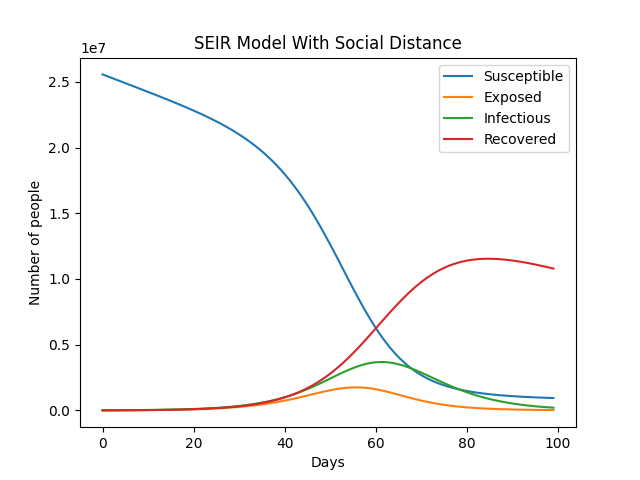 SEIR Model With Social Distance
1e7
Susceptible
Exposed
Infectious
Recovered
2.5
2.0
1.5
1.0
0.5
0.0
Number of people
0 20 40 60 80 100
Days